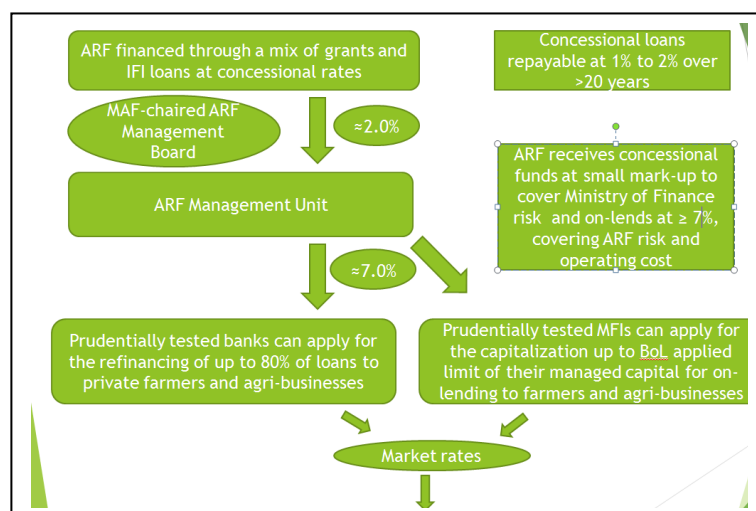 ARF financed through a mix of grants and
IFI loans at concessional rates
Concessional loans
repayable at 1% to 2% over
>20 years
MAF-chaired ARF
Management
Board
≈2.0%
ARF receives concessional
funds at small mark-up to
cover Ministry of Finance
risk and on-lends at ≥ 7%,
covering ARF risk and
operating cost
ARF Management Unit
≈7.0%
Prudentially tested banks can apply for
the refinancing of up to 80% of loans to
private farmers and agri-businesses
Prudentially tested MFIs can apply for
the capitalization up to BoL applied
limit of their managed capital for on-
lending to farmers and agri-businesses
Market rates